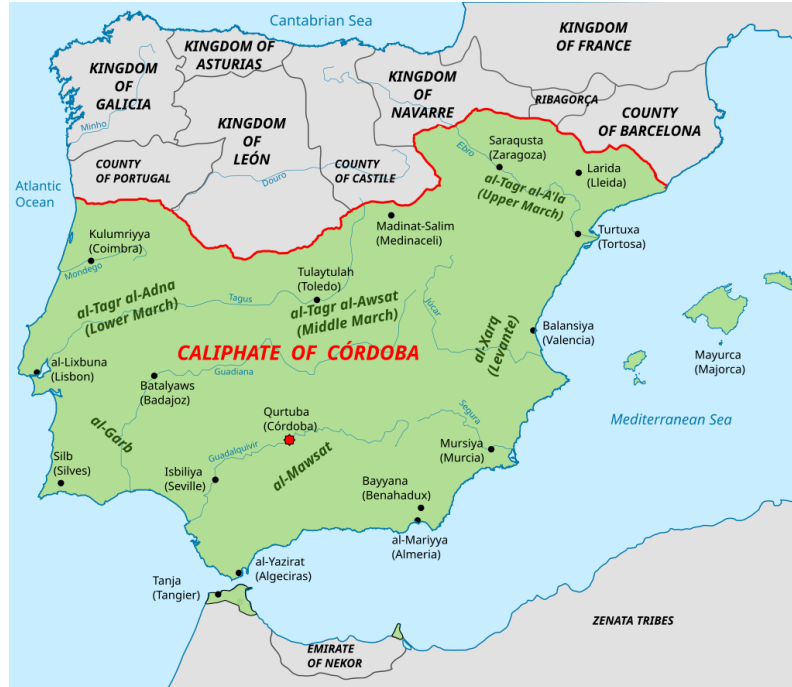 Cantabrian Sea
KINGDOM OF
ASTURIAS
KINGDOM
OF
GALICIA
KINGDOM
OF FRANCE
KINGDOM
OF
NAVARRE
RIBAGORÇA
COUNTY
OF BARCELONA
Minho
KINGDOM
OF
LEÓN
COUNTY
OF PORTUGAL
COUNTY
OF CASTILE
Douro
Ebro
Saraqusta
(Zaragoza)
Larida
(Lleida)
al-Tagr al-A'la
(Upper March)
Atlantic
Ocean
Kulumriyya
(Coimbra)
Mondego
Madinat-Salim
(Medinaceli)
Turtuxa
(Tortosa)
Tulaytulah
(Toledo)
al-Tagr al-Adna
(Lower March)
Tagus
al-Tagr al-Awsat
(Middle March)
Júcar
al-Xarq
(Levante)
Balansiya
(Valencia)
Mayurca
(Majorca)
CALIPHATE OF CÓRDOBA
al-Lixbuna
(Lisbon)
Batalyaws
(Badajoz)
Guadiana
al-Garb
Qurtuba
(Córdoba)
Segura
Mediterranean Sea
Guadalquivir
al-Mawsat
Mursiya
(Murcia)
Silb
(Silves)
Isbiliya
(Seville)
Bayyana
(Benahadux)
al-Mariyya
(Almeria)
al-Yazirat
(Algeciras)
Tanja
(Tangier)
ZENATA TRIBES
EMIRATE
OF NEKOR